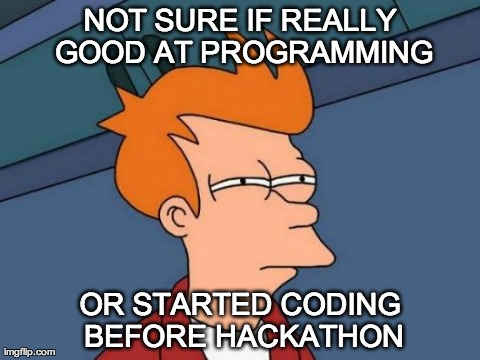 NOT SURE IF REALLY
GOOD AT PROGRAMMING
OR STARTED CODING
BEFORE HACKATHON
imgflip.com